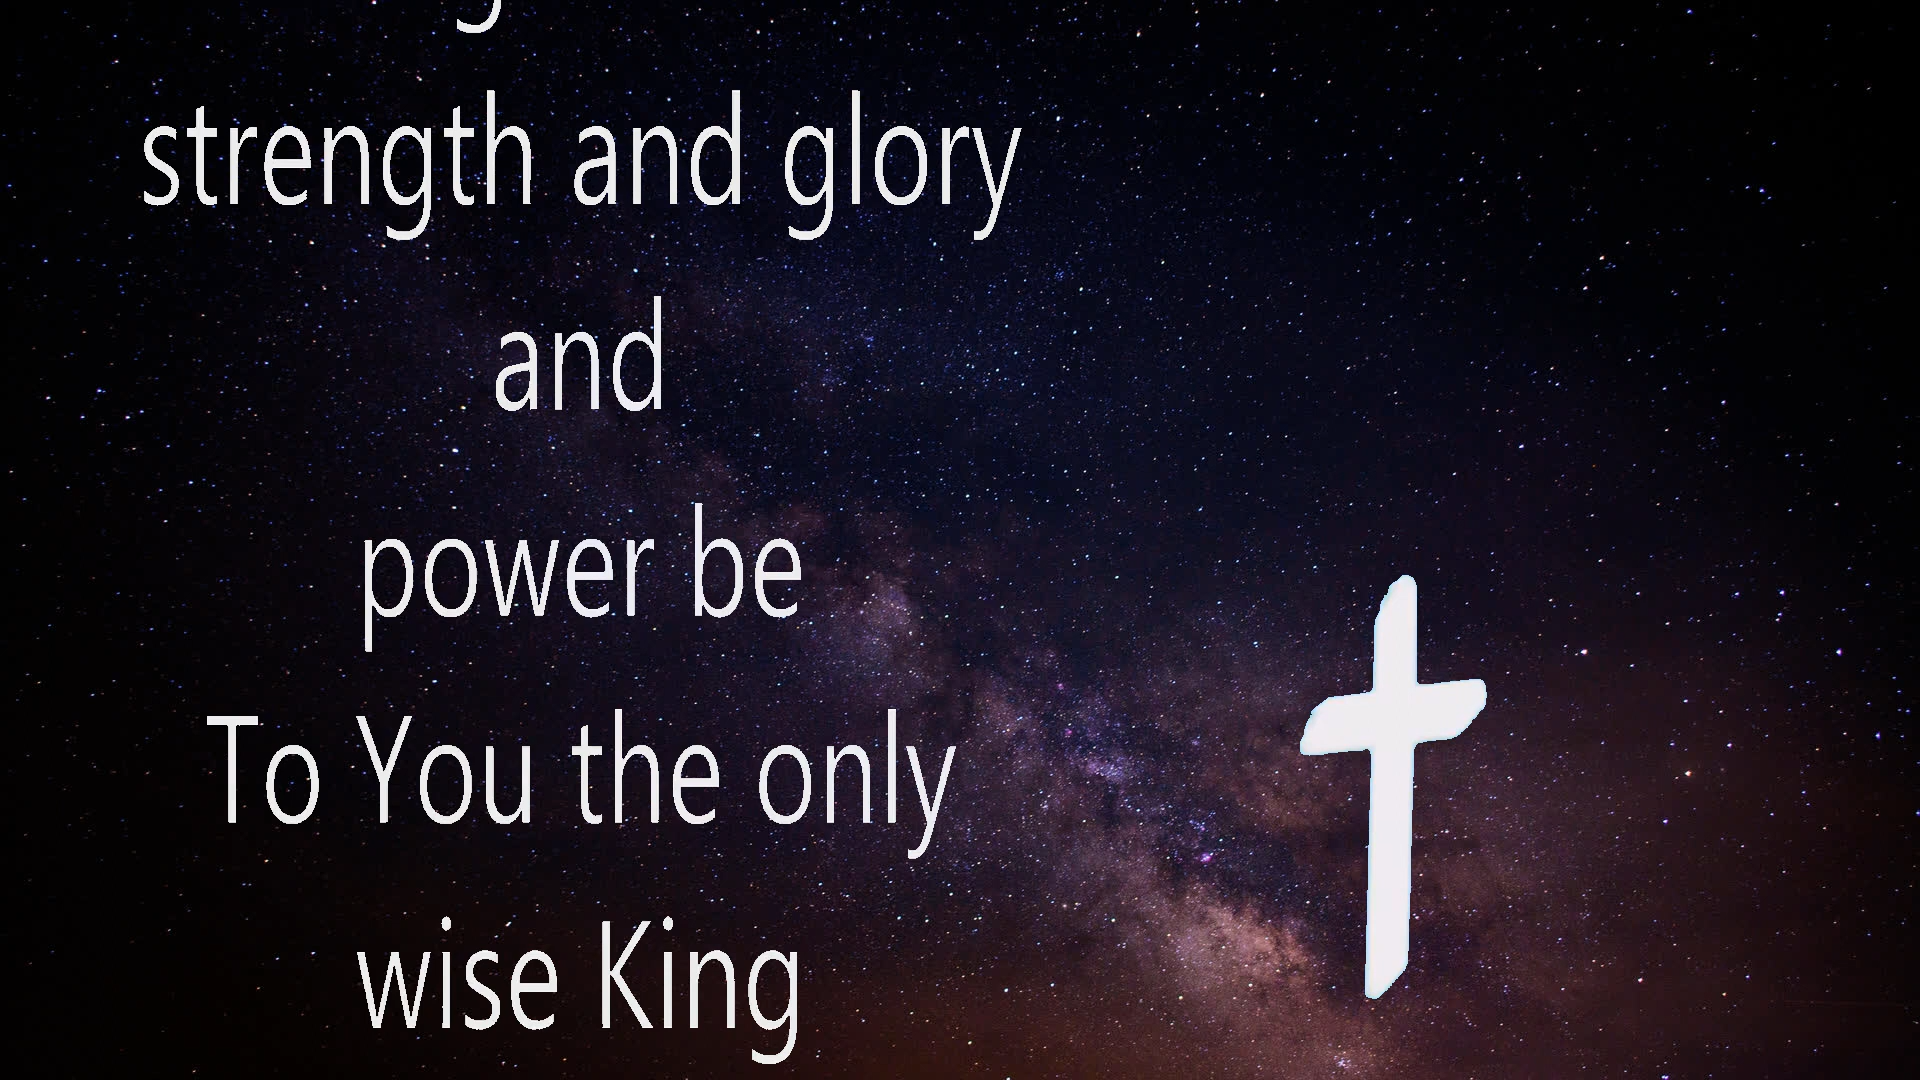 strength and glory
and
power be
To You the only
wise King